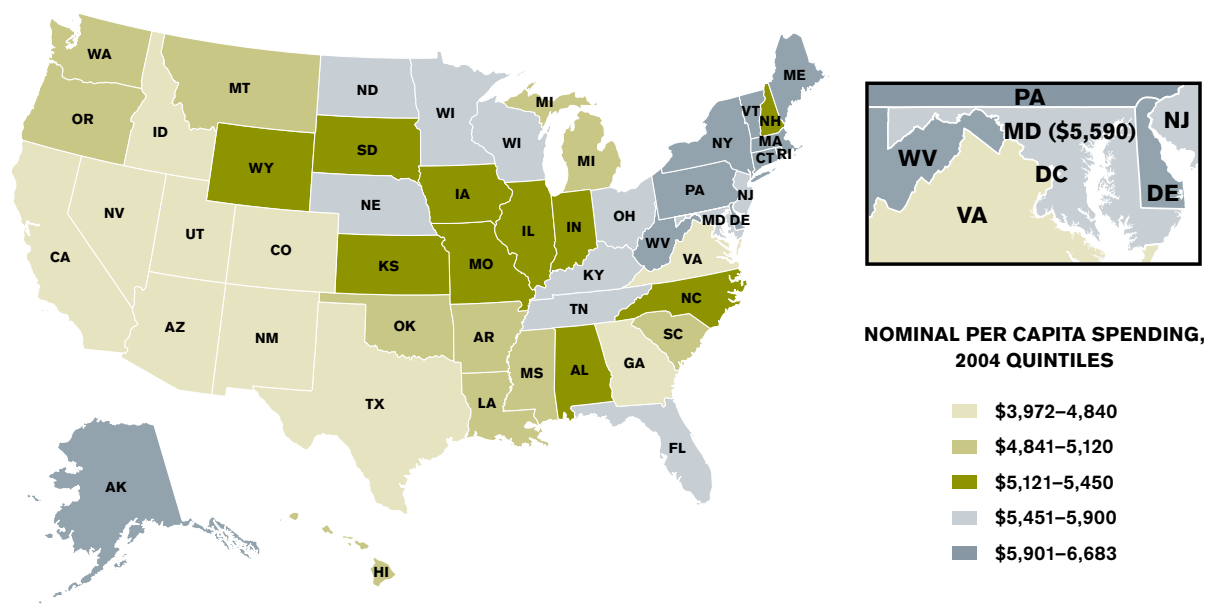 WA
MT
ND
WI
MI
ME
OR
ID
WY
SD
WI
MI
NY
VT
NH
MA
CT
RI
NV
UT
CO
NE
IA
IL
IN
OH
PA
NJ
MD
DE
WV
VA
CA
KS
MO
KY
AZ
NM
OK
AR
TN
NC
SC
TX
LA
MS
AL
GA
FL
AK
HI
PA
MD ($5,590)
NJ
WV
DC
DE
VA
NOMINAL PER CAPITA SPENDING,
2004 QUINTILES
$3,972–4,840
$4,841–5,120
$5,121–5,450
$5,451–5,900
$5,901–6,683